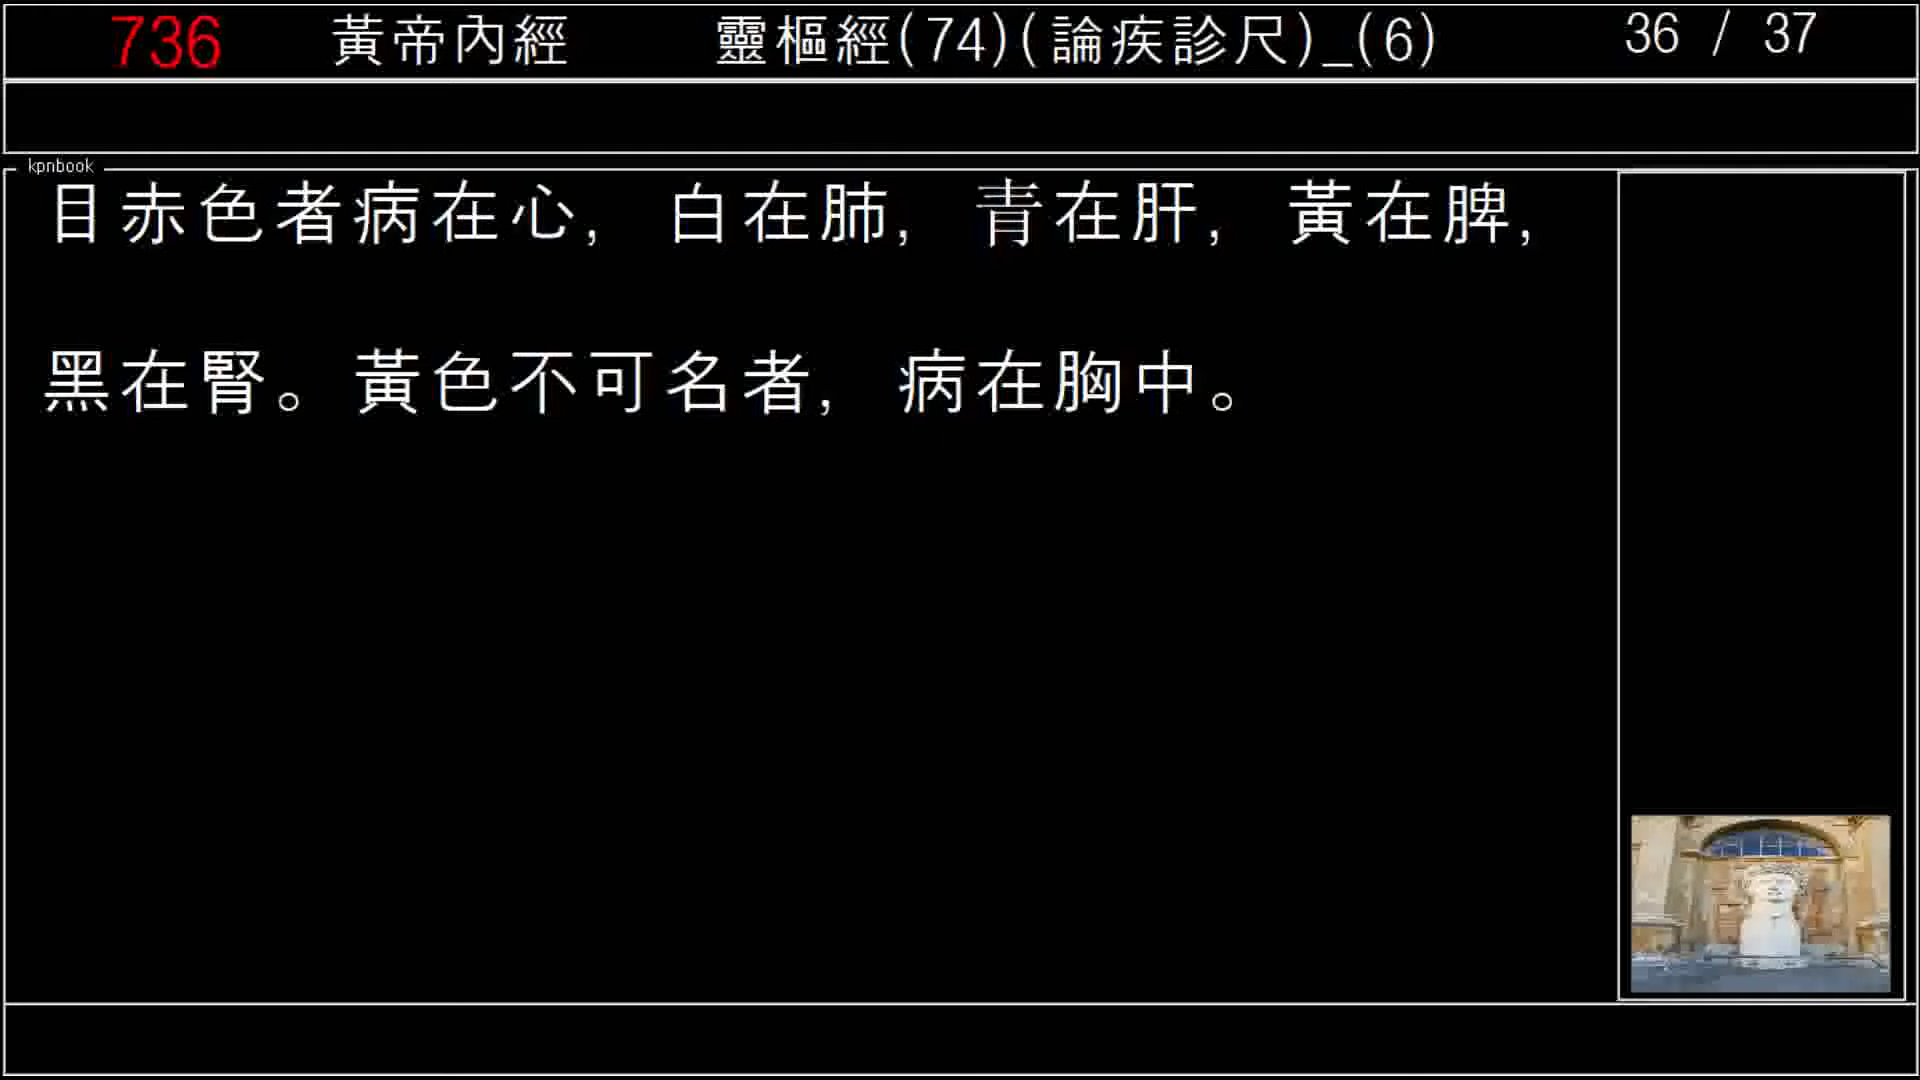 736 黃帝內經 靈樞經(74)(論疾診尺)_(6) 36 / 37
kpnbook
目赤色者病在心, 白在肺, 青在肝, 黃在脾,
黑在腎。黃色不可名者, 病在胸中。